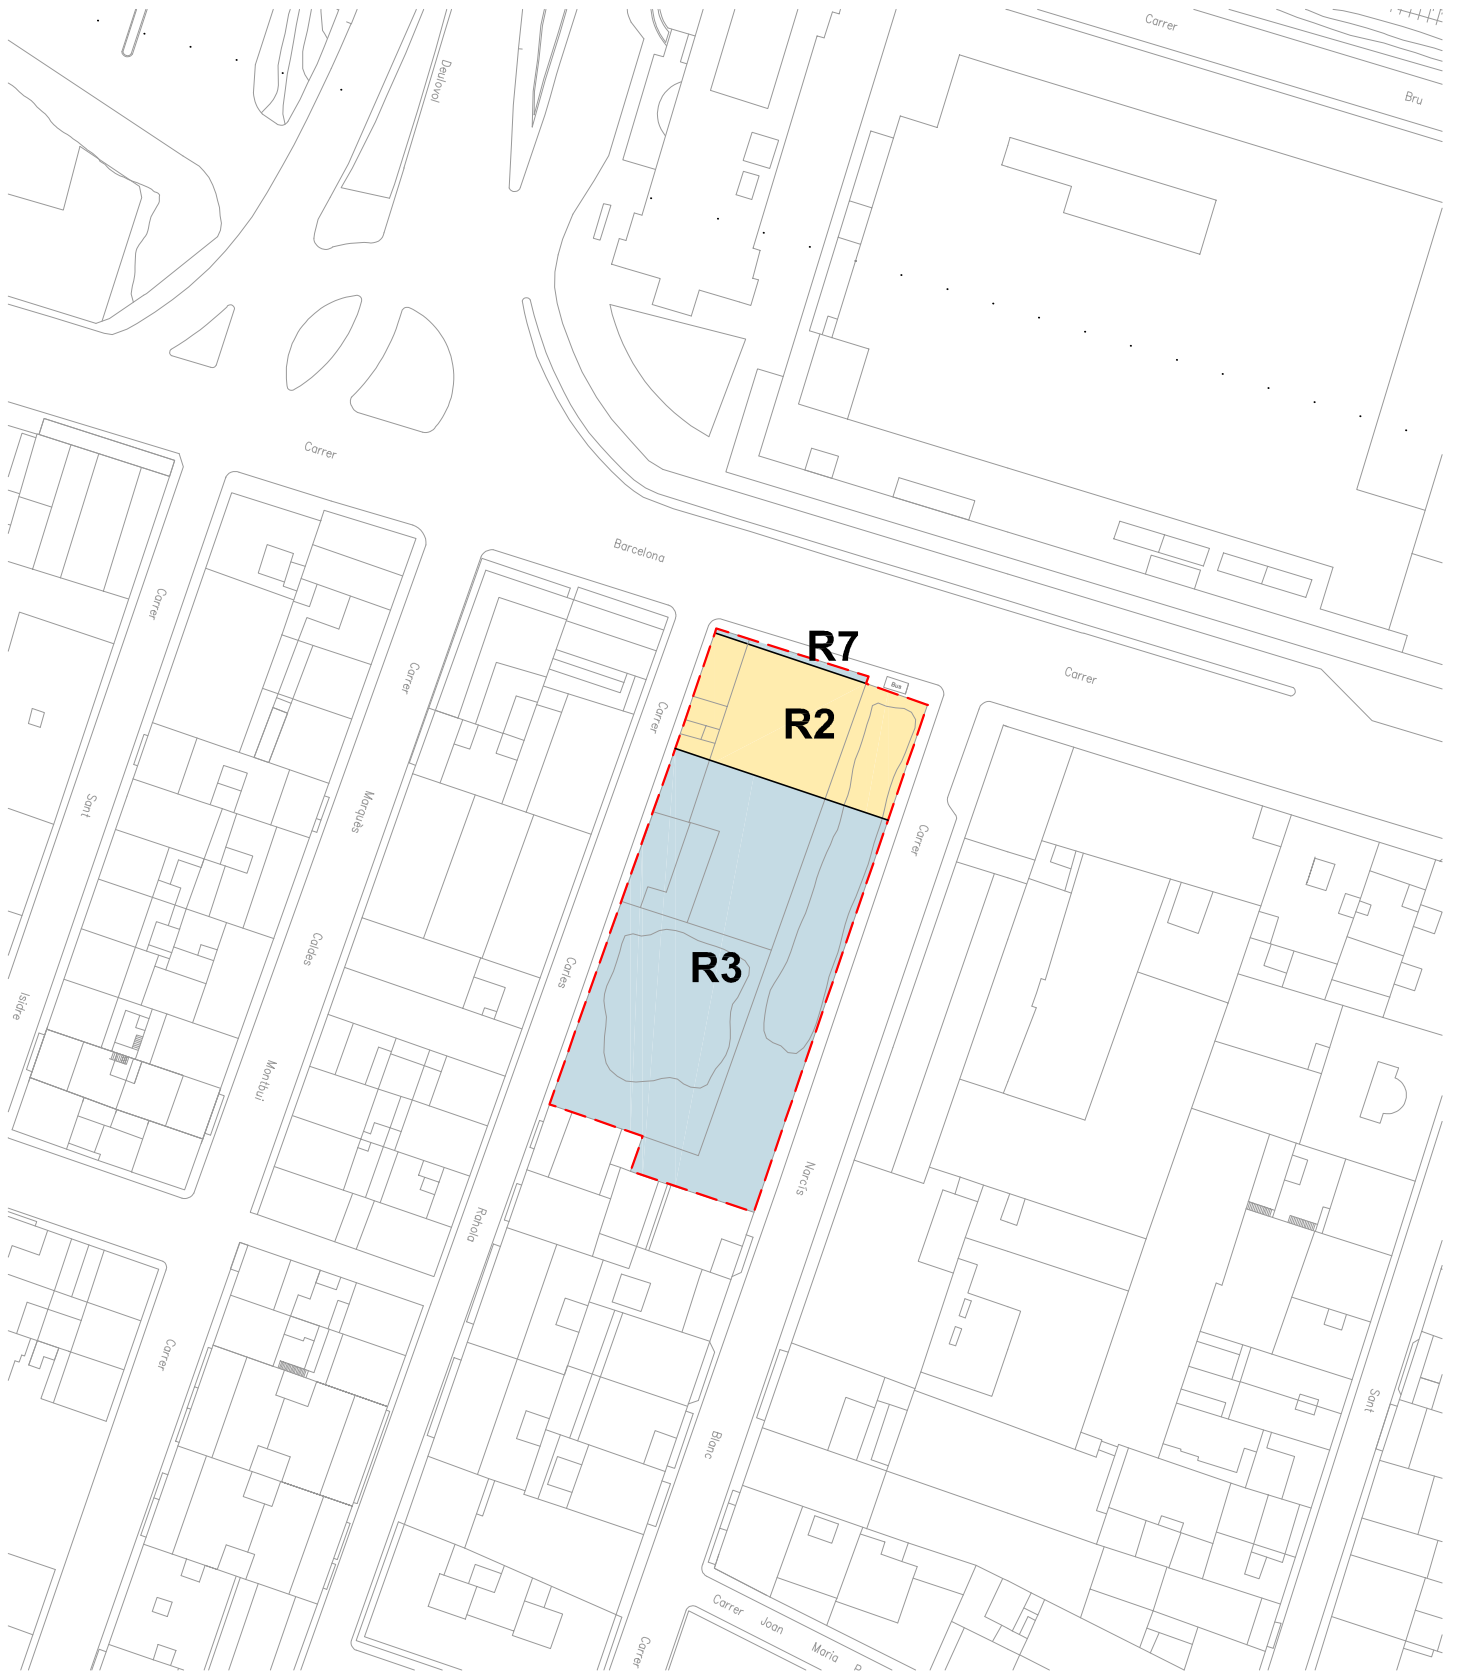 Carrer
Bru
Deulovol
Carrer
Barcelona
Carrer
R7
Bus
Carrer
Carrer
Carrer
R2
Sant
Marquès
Carrer
Caldes
Carles
R3
Isidre
Montbui
Narcís
Rahola
Carrer
Sant
Blanc
Carrer
Joan
Maria
Carrer